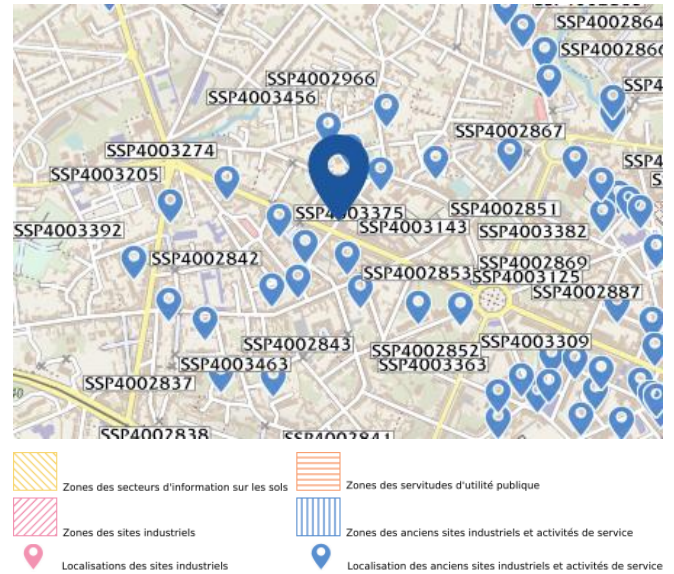 SSP4002864
SSP4002866
SSP4002966
SSP4003456
SSP4
SSP4002867
SSP4003274
SSP4
SSP4003205
S
SSP4003375
SSP4002851
SSP4003143
SSP4003382
SSP4003392
SSP4002842
SSP4002869
SSP4002853
SSP4003125
SSP4002887
SSP4002843
SSP4003309
SSP4002852
SSP4003463
SSP4003363
SSP4002837
SSP4002838
SSP4002841
40
Zones des secteurs d'information sur les sols
Zones des servitudes d'utilité publique
Zones des sites industriels
Zones des anciens sites industriels et activités de service
Localisations des sites industriels
Localisation des anciens sites industriels et activités de service